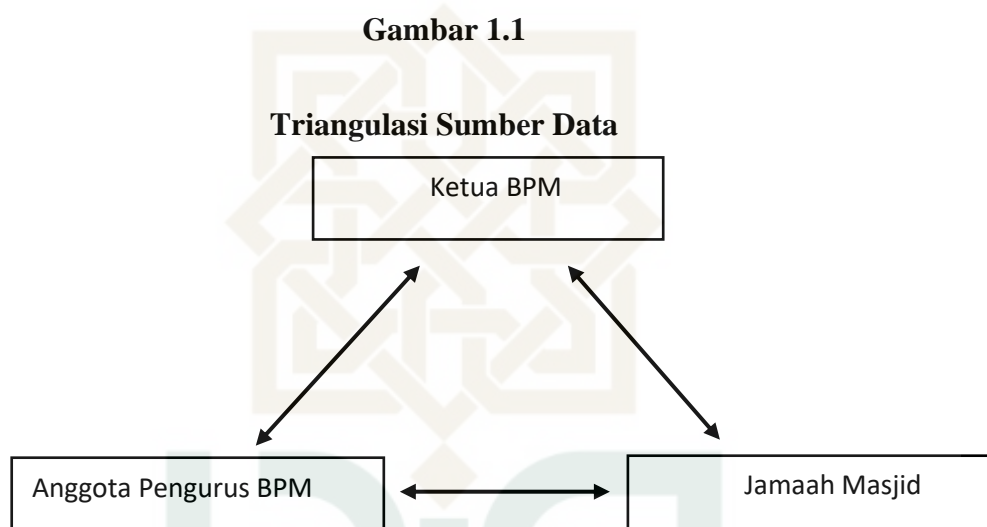 Gambar 1.1
Triangulasi Sumber Data
Ketua BPM
Anggota Pengurus BPM
Jamaah Masjid